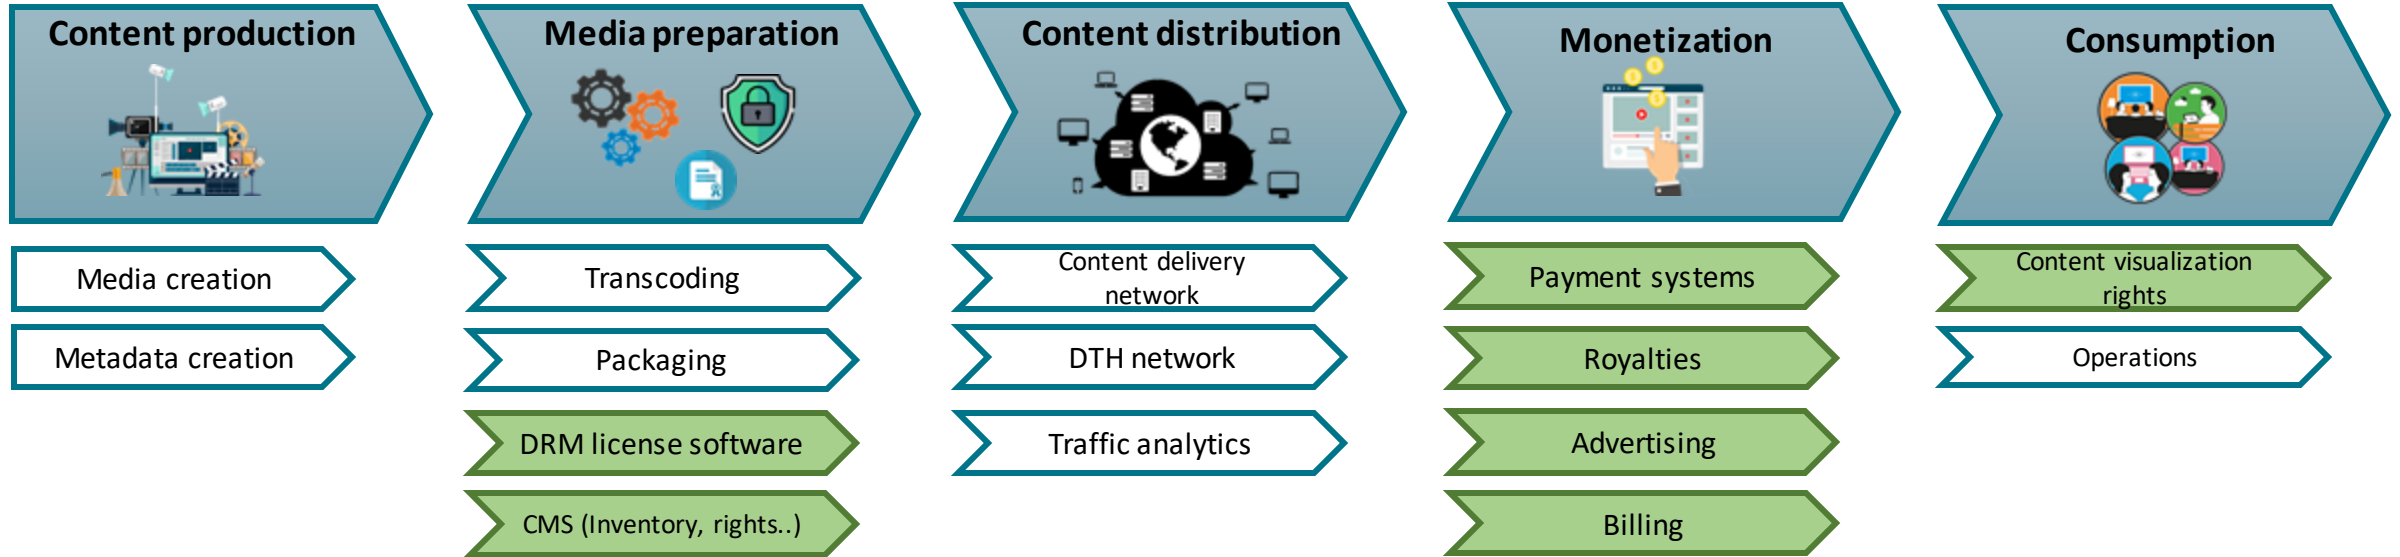 Content production
Media preparation
Content distribution
Monetization
Consumption
Media creation
Metadata creation
Transcoding
Packaging
DRM license software
CMS (Inventory, rights..)
Content delivery
network
DTH network
Traffic analytics
Payment systems
Royalties
Advertising
Billing
Content visualization
rights
Operations